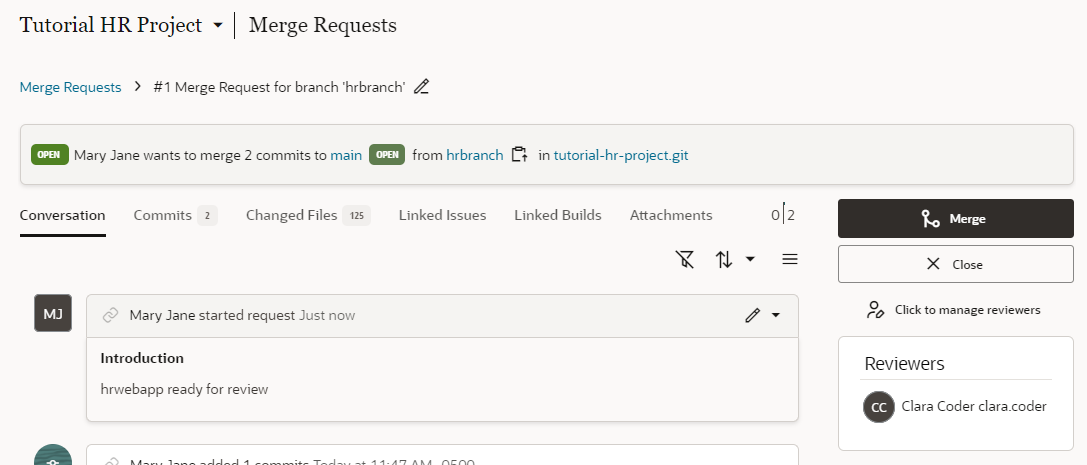 Tutorial HR Project Merge Requests
Merge Requests > #1 Merge Request for branch 'hrbranch'
OPEN Mary Jane wants to merge 2 commits to main OPEN from hrbranch in tutorial-hr-project.git
Conversation Commits 2 Changed Files 125 Linked Issues Linked Builds Attachments 0|2
Merge
Close
MJ Mary Jane started request Just now
Click to manage reviewers
Introduction
hrwebapp ready for review
Reviewers
CC Clara Coder clara.coder
Mary Jane added 1 commits Today at 11:47 AM -0500